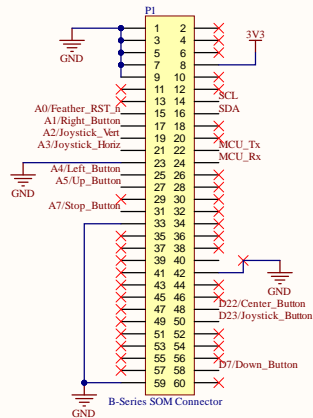 P1
1 2
3V3
3 4
5 6
7 8
GND
9 10
11 12
SCL
13 14
A0/Feather_RST_n
SDA
15 16
A1/Right_Button
17 18
A2/Joystick_Vert
19 20
A3/Joystick_Horiz
MCU_Tx
21 22
MCU_Rx
23 24
A4/Left_Button
25 26
GND
A5/Up_Button
27 28
29 30
A7/Stop_Button
31 32
33 34
35 36
37 38
39 40
41 42
GND
43 44
45 46
D22/Center_Button
47 48
D23/Joystick_Button
49 50
51 52
53 54
55 56
D7/Down_Button
57 58
59 60
GND
B-Series SOM Connector